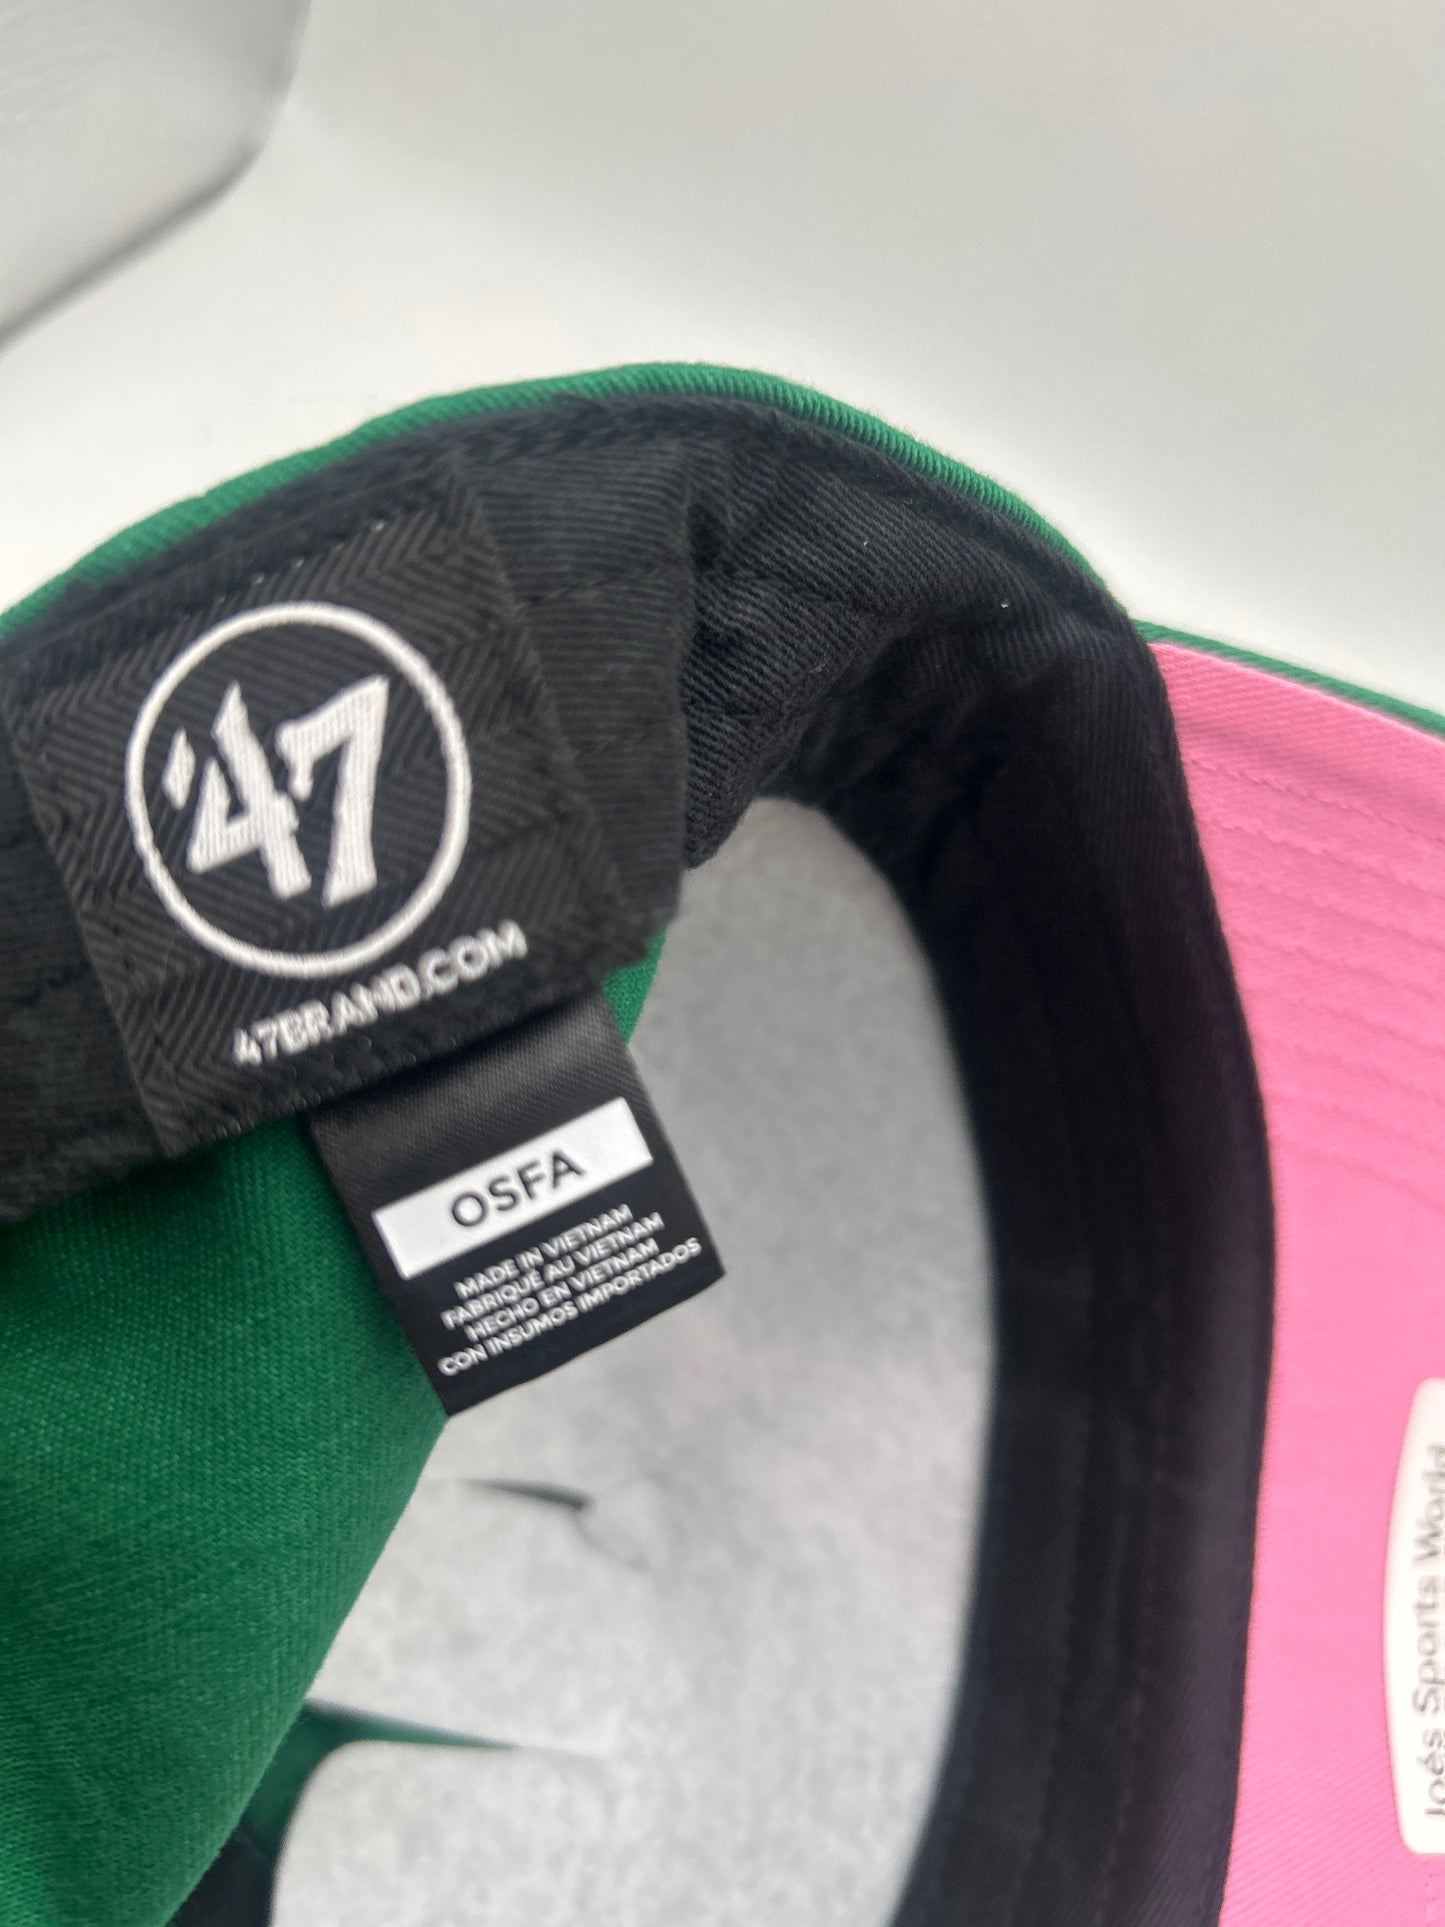 '47
47BRAND.COM
OSFA
MADE IN VIETNAM
FABRIQUÉ AU VIETNAM
HECHO EN VIETNAM
CON INSUMOS IMPORTADOS
Joés Sports World